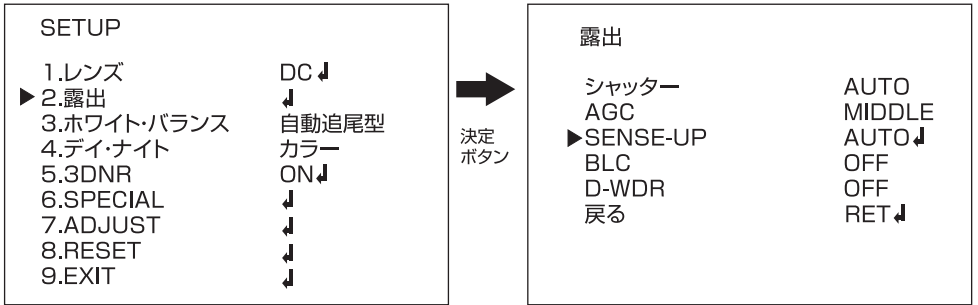 SETUP
1.レンズ DC↲
▶2.露出 ↲
3.ホワイト・バランス 自動追尾型
4.デイ・ナイト カラー
5.3DNR ON↲
6.SPECIAL ↲
7.ADJUST ↲
8.RESET ↲
9.EXIT ↲
決定
ボタン
露出
シャッター AUTO
AGC MIDDLE
▶SENSE-UP AUTO↲
BLC OFF
D-WDR OFF
戻る RET↲